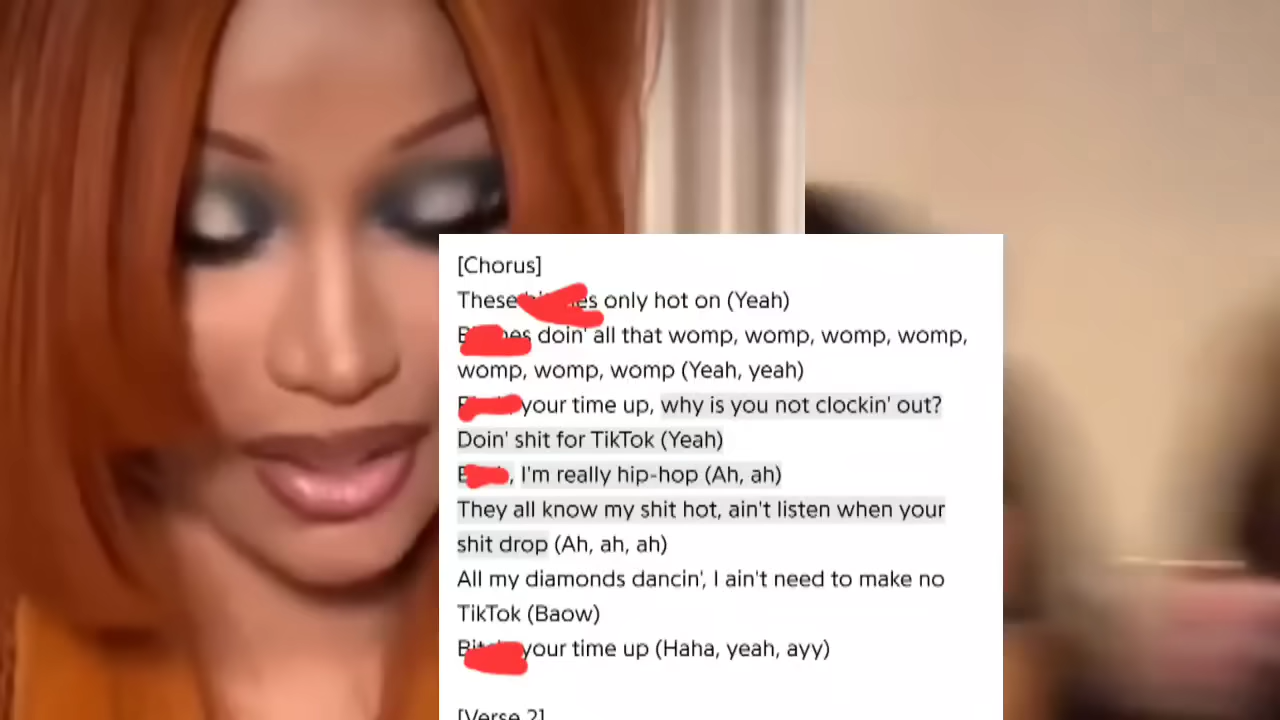 [Chorus]
These only hot on (Yeah)
doin' all that womp, womp, womp, womp,
womp, womp, womp (Yeah, yeah)
your time up, why is you not clockin' out?
Doin' shit for TikTok (Yeah)
I'm really hip-hop (Ah, ah)
They all know my shit hot, ain't listen when your
shit drop (Ah, ah, ah)
All my diamonds dancin', I ain't need to make no
TikTok (Baow)
your time up (Haha, yeah, ayy)
[Verse 2]